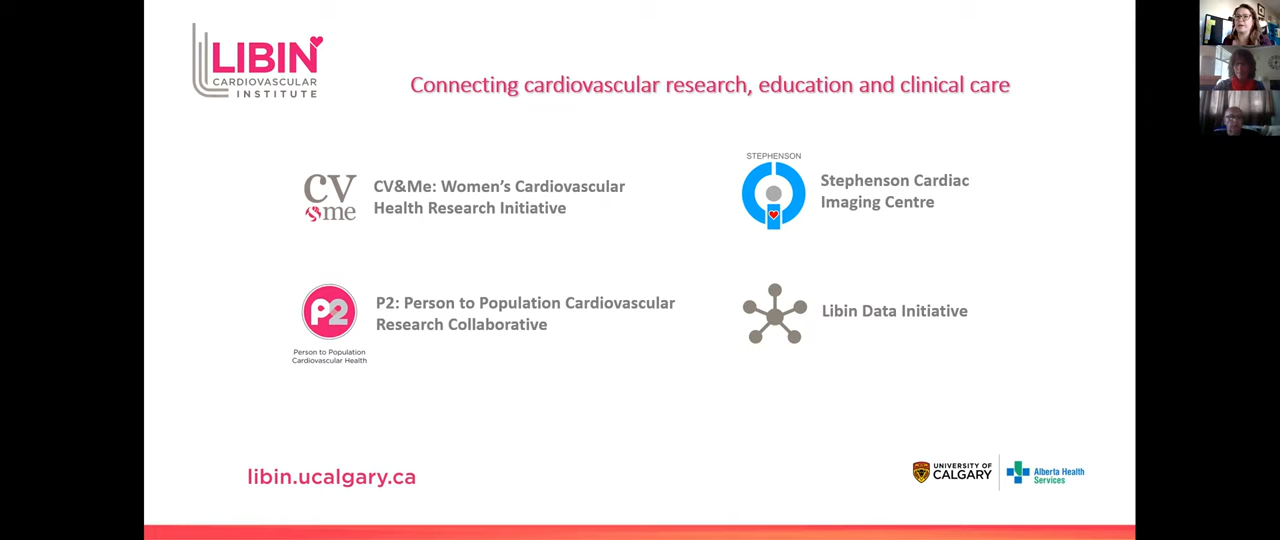 LIBIN
CARDIOVASCULAR
INSTITUTE
Connecting cardiovascular research, education and clinical care
CV
&me
CV&Me: Women's Cardiovascular
Health Research Initiative
STEPHENSON
Stephenson Cardiac
Imaging Centre
P2
Person to Population
Cardiovascular Health
P2: Person to Population Cardiovascular
Research Collaborative
Libin Data Initiative
libin.ucalgary.ca
UNIVERSITY OF
CALGARY
Alberta Health
Services